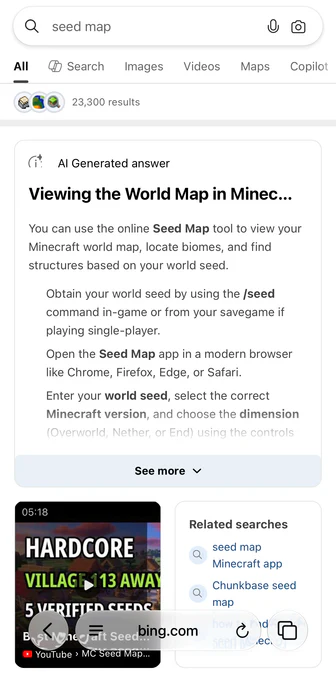 seed map
All Search Images Videos Maps Copilot
23,300 results
AI Generated answer
Viewing the World Map in Minec...
You can use the online Seed Map tool to view your
Minecraft world map, locate biomes, and find
structures based on your world seed.
Obtain your world seed by using the /seed
command in-game or from your savegame if
playing single-player.
Open the Seed Map app in a modern browser
like Chrome, Firefox, Edge, or Safari.
Enter your world seed, select the correct
Minecraft version, and choose the dimension
(Overworld, Nether, or End) using the controls
See more
05:18
HARDCORE
VILLAGE 113 AWAY
5 VERIFIED SEEDS
Best Minecraft Seed...
YouTube › MC Seed Map...
Related searches
seed map
Minecraft app
Chunkbase seed
map
bing.com